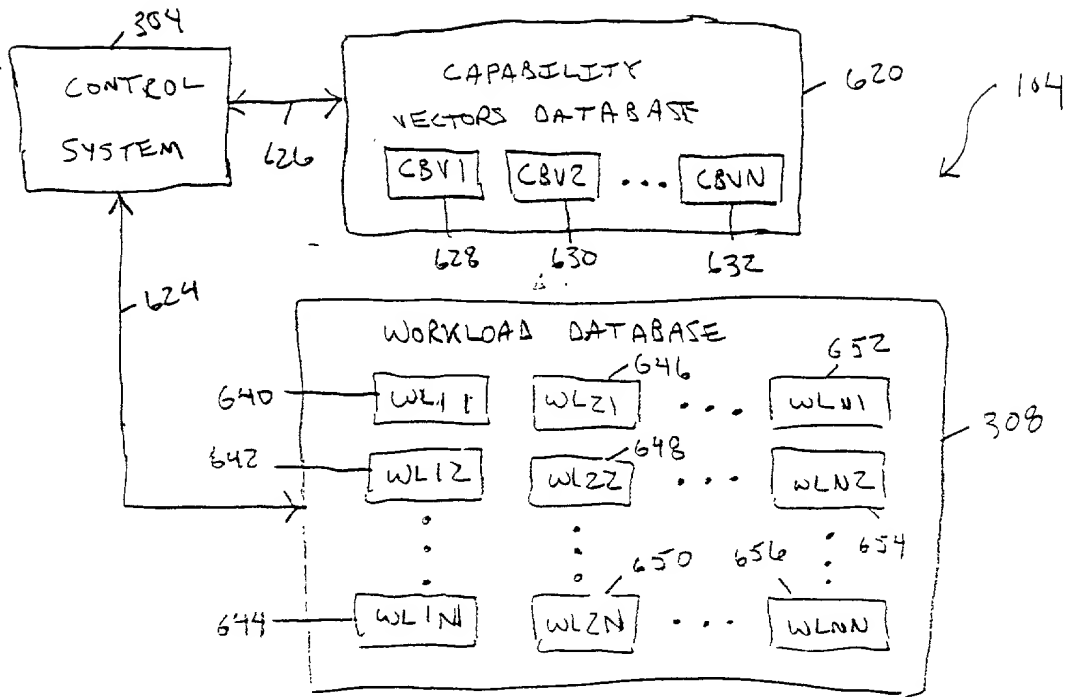 304
CONTROL
SYSTEM
626
CAPABILITY
VECTORS DATABASE
CBV1 CBV2 ... CBVN
628 630 632
620
104
624
WORKLOAD DATABASE
640 WL11 646 WL21 ... 652 WLN1
308
642 WL12 648 WL22 ... WLN2 654
644 WL1N 650 WL2N ... 656 WLNN